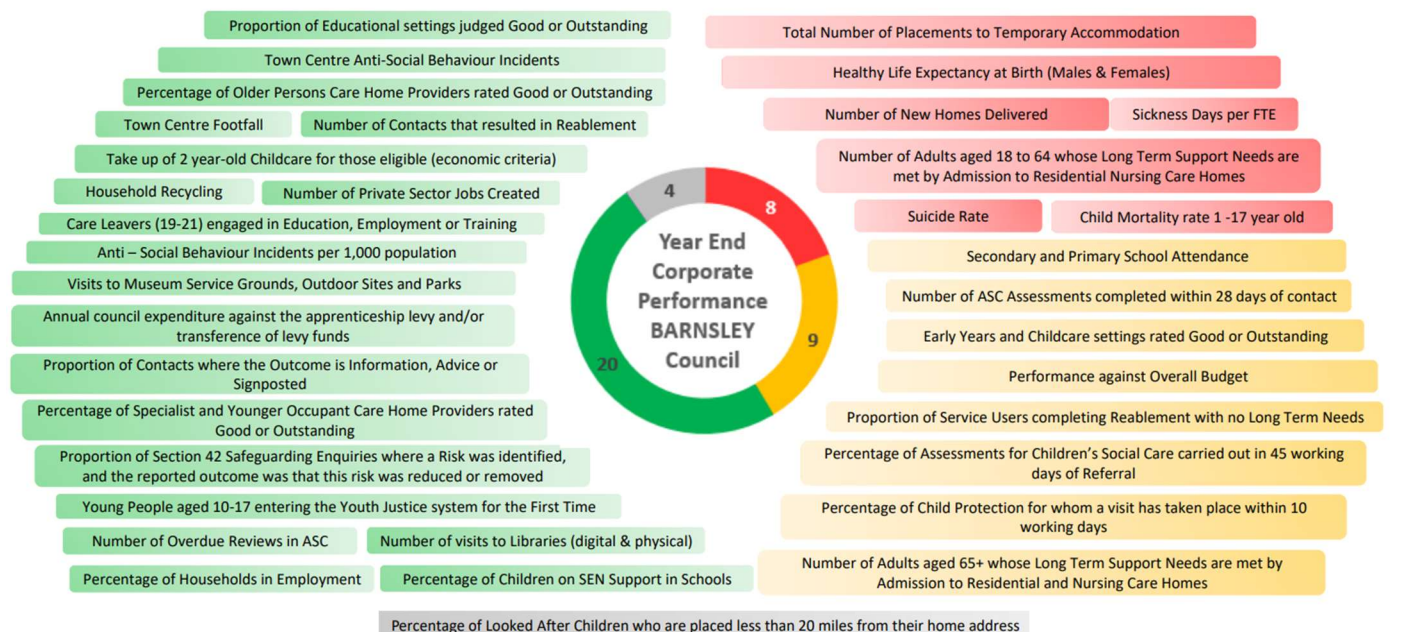 Proportion of Educational settings judged Good or Outstanding
Town Centre Anti-Social Behaviour Incidents
Percentage of Older Persons Care Home Providers rated Good or Outstanding
Town Centre Footfall
Number of Contacts that resulted in Reablement
Take up of 2 year-old Childcare for those eligible (economic criteria)
Household Recycling
Number of Private Sector Jobs Created
Care Leavers (19-21) engaged in Education, Employment or Training
Anti – Social Behaviour Incidents per 1,000 population
Visits to Museum Service Grounds, Outdoor Sites and Parks
Annual council expenditure against the apprenticeship levy and/or
transference of levy funds
Proportion of Contacts where the Outcome is Information, Advice or
Signposted
Percentage of Specialist and Younger Occupant Care Home Providers rated
Good or Outstanding
Proportion of Section 42 Safeguarding Enquiries where a Risk was identified,
and the reported outcome was that this risk was reduced or removed
Young People aged 10-17 entering the Youth Justice system for the First Time
Number of Overdue Reviews in ASC
Number of visits to Libraries (digital & physical)
Percentage of Households in Employment
Percentage of Children on SEN Support in Schools
4
8
9
20
Year End
Corporate
Performance
BARNSLEY
Council
Total Number of Placements to Temporary Accommodation
Healthy Life Expectancy at Birth (Males & Females)
Number of New Homes Delivered
Sickness Days per FTE
Number of Adults aged 18 to 64 whose Long Term Support Needs are
met by Admission to Residential Nursing Care Homes
Suicide Rate
Child Mortality rate 1 -17 year old
Secondary and Primary School Attendance
Number of ASC Assessments completed within 28 days of contact
Early Years and Childcare settings rated Good or Outstanding
Performance against Overall Budget
Proportion of Service Users completing Reablement with no Long Term Needs
Percentage of Assessments for Children’s Social Care carried out in 45 working
days of Referral
Percentage of Child Protection for whom a visit has taken place within 10
working days
Number of Adults aged 65+ whose Long Term Support Needs are met by
Admission to Residential and Nursing Care Homes
Percentage of Looked After Children who are placed less than 20 miles from their home address